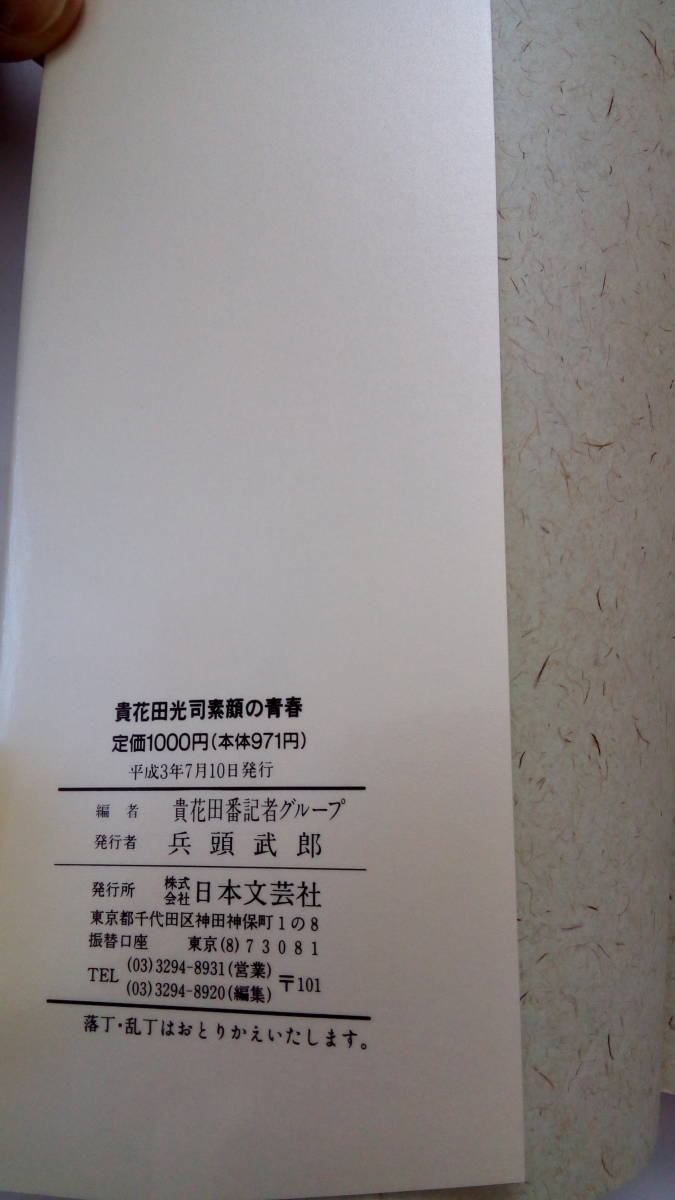 貴花田光司素顔の青春
定価1000円(本体971円)
平成3年7月10日発行
編者 貴花田番記者グループ
発行者 兵頭武郎
発行所 株式会社日本文芸社
東京都千代田区神田神保町1の8
振替口座 東京(8)73081
TEL (03)3294-8931(営業)
(03)3294-8920(編集) 〒101
落丁・乱丁はおとりかえいたします。